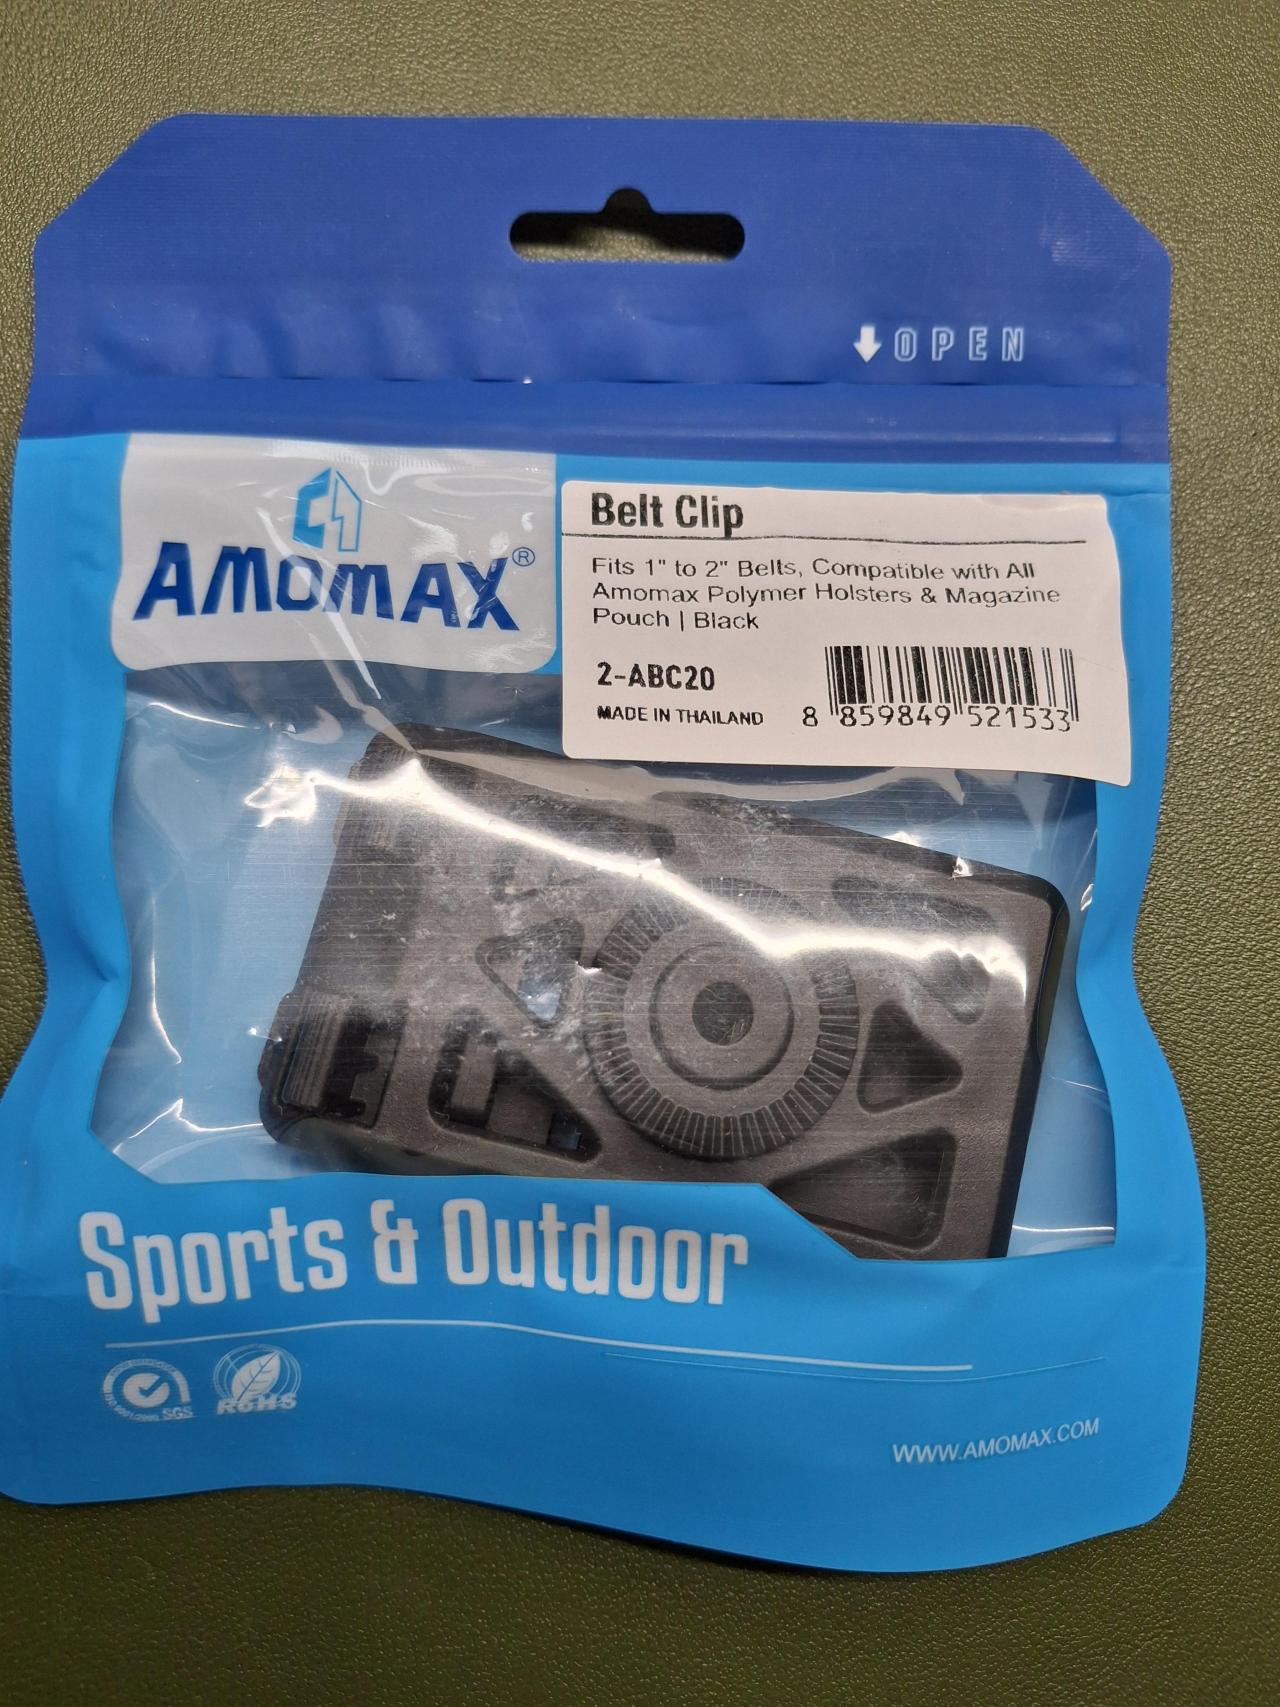 OPEN
AMOMAX®
Belt Clip
Fits 1" to 2" Belts, Compatible with All
Amomax Polymer Holsters & Magazine
Pouch | Black
2-ABC20
MADE IN THAILAND
8 859849 521533
Sports & Outdoor
SGS
ROHS
WWW.AMOMAX.COM